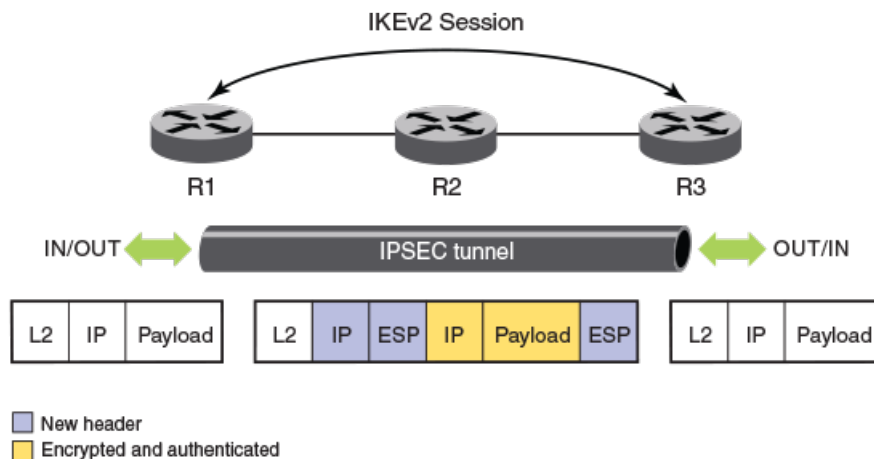 IKEv2 Session
R1 R2 R3
IN/OUT IPSEC tunnel OUT/IN
L2 IP Payload L2 IP ESP IP Payload ESP L2 IP Payload
New header
Encrypted and authenticated